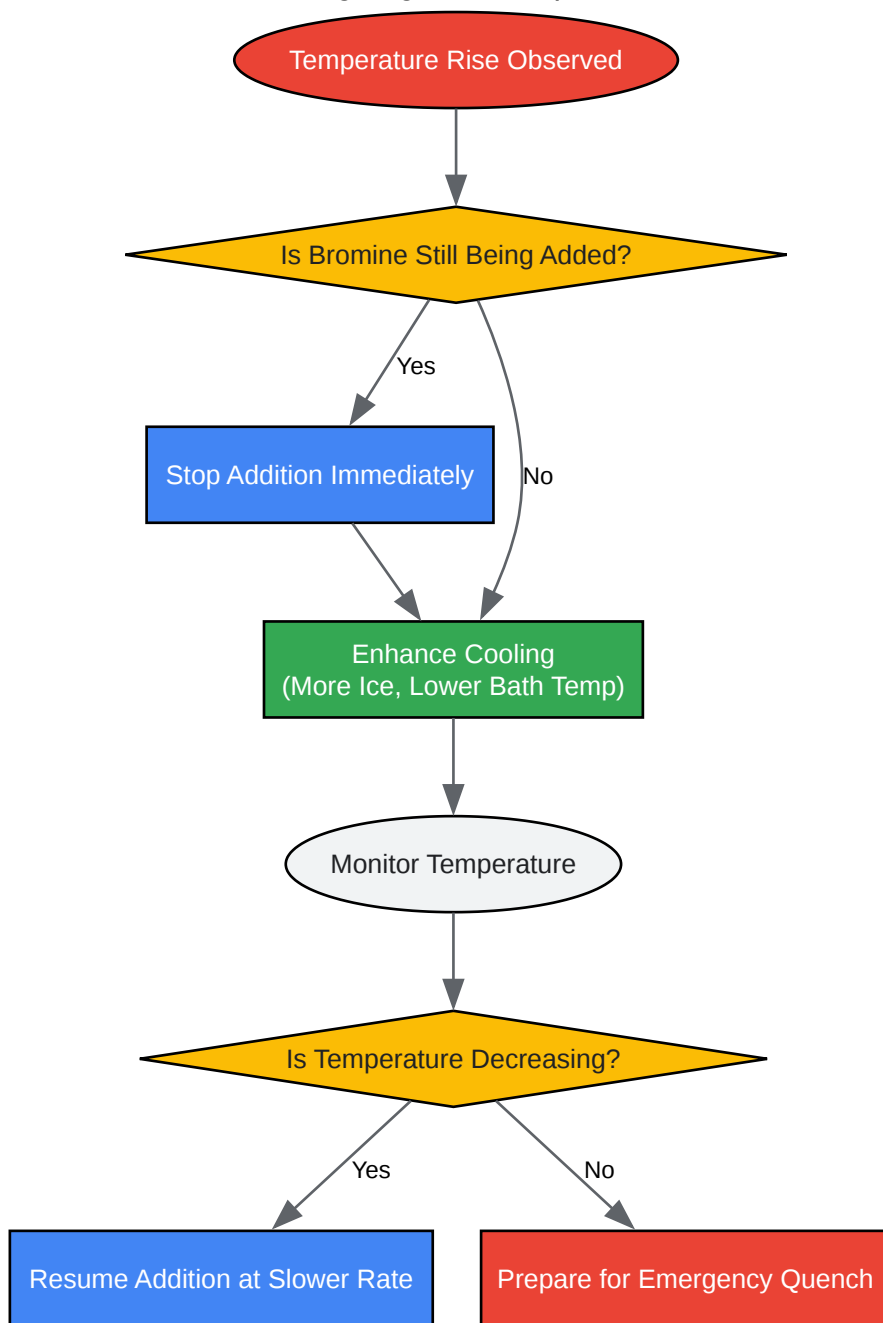 Temperature Rise Observed
Is Bromine Still Being Added?
Yes
Stop Addition Immediately
No
Enhance Cooling
(More Ice, Lower Bath Temp)
Monitor Temperature
Is Temperature Decreasing?
Yes
No
Resume Addition at Slower Rate
Prepare for Emergency Quench